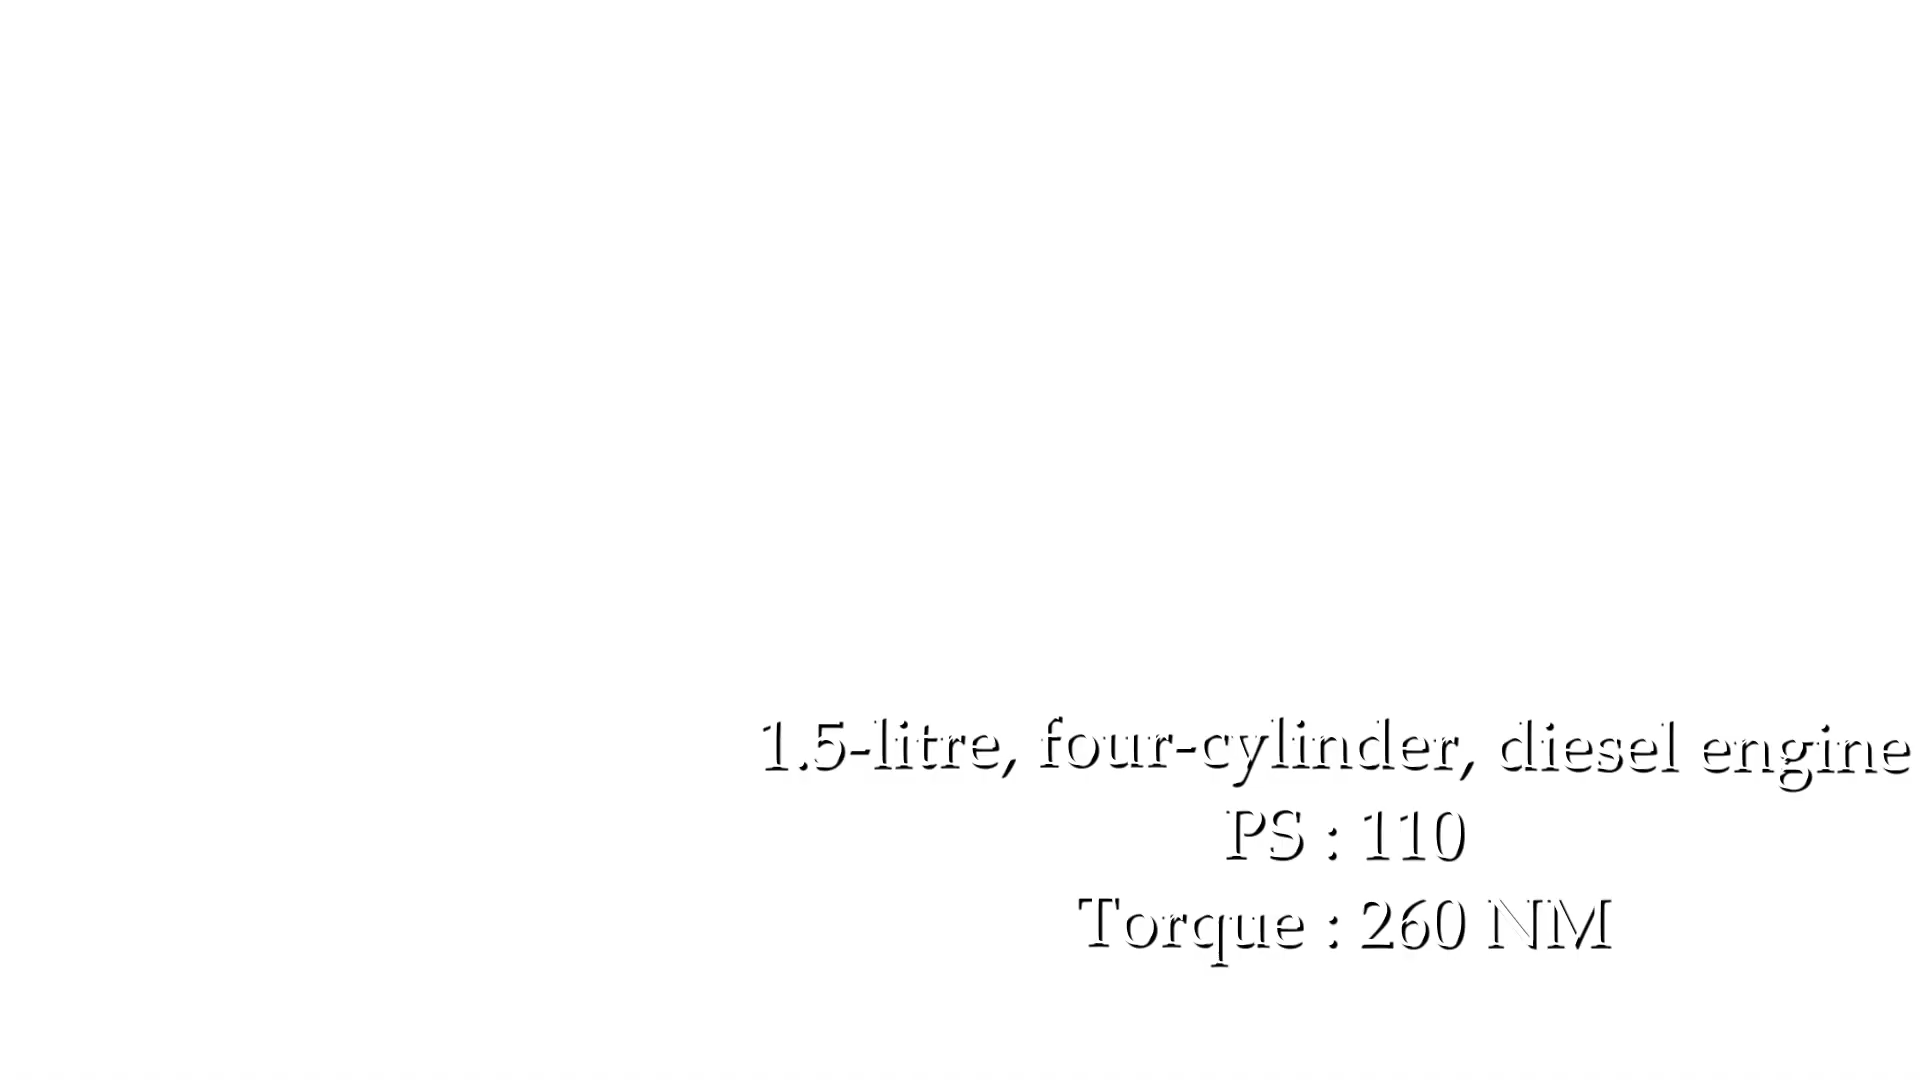 1.5-litre, four-cylinder, diesel engine
PS : 110
Torque : 260 NM